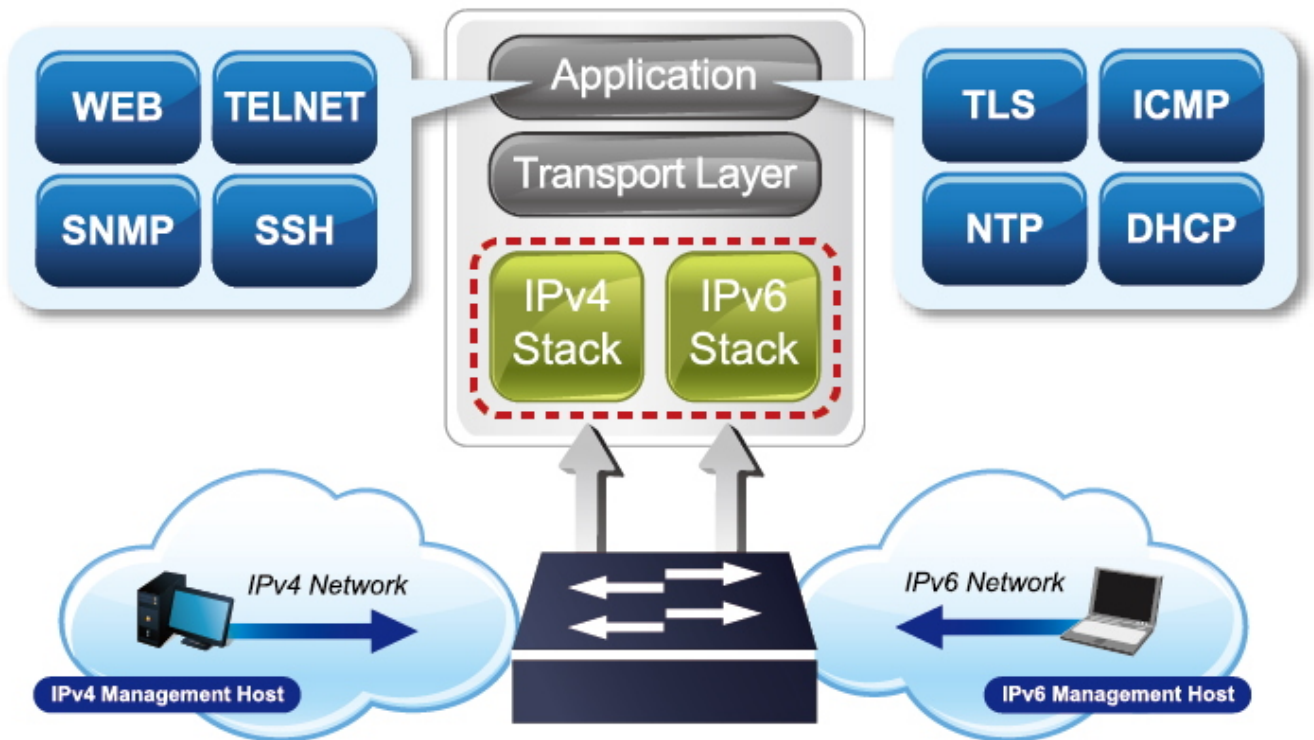 WEB TELNET
SNMP SSH
Application
Transport Layer
IPv4 IPv6
Stack Stack
TLS ICMP
NTP DHCP
IPv4 Network
IPv4 Management Host
IPv6 Network
IPv6 Management Host